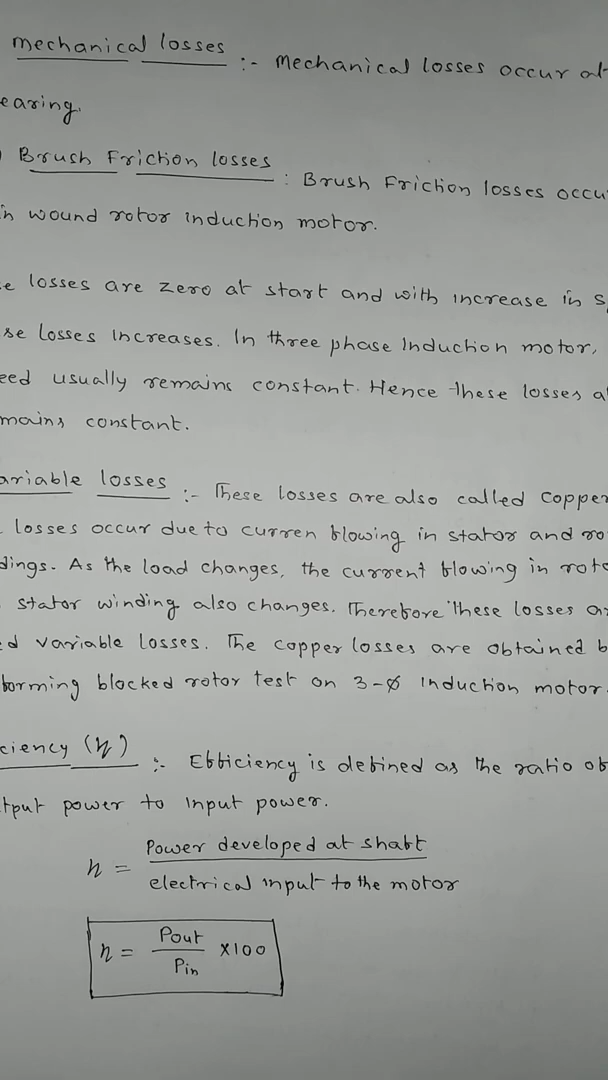 mechanical losses :- Mechanical losses occur at
earing.
Brush Friction losses : Brush Friction losses occu
in wound rotor induction motor.
e losses are zero at start and with increase in s
se losses increases. In three phase Induction motor,
eed usually remains constant. Hence these losses a
mains constant.
ariable losses :- These losses are also called Copper
losses occur due to curren flowing in stator and ro
dings. As the load changes, the current flowing in roto
stator winding also changes. Therefore these losses ar
ed variable losses. The copper losses are obtained b
forming blocked rotor test on 3-φ induction motor.
ciency (η) :- Efficiency is defined as the ratio of
tput power to input power.
η = Power developed at shaft / electrical input to the motor
η = Pout / Pin ×100